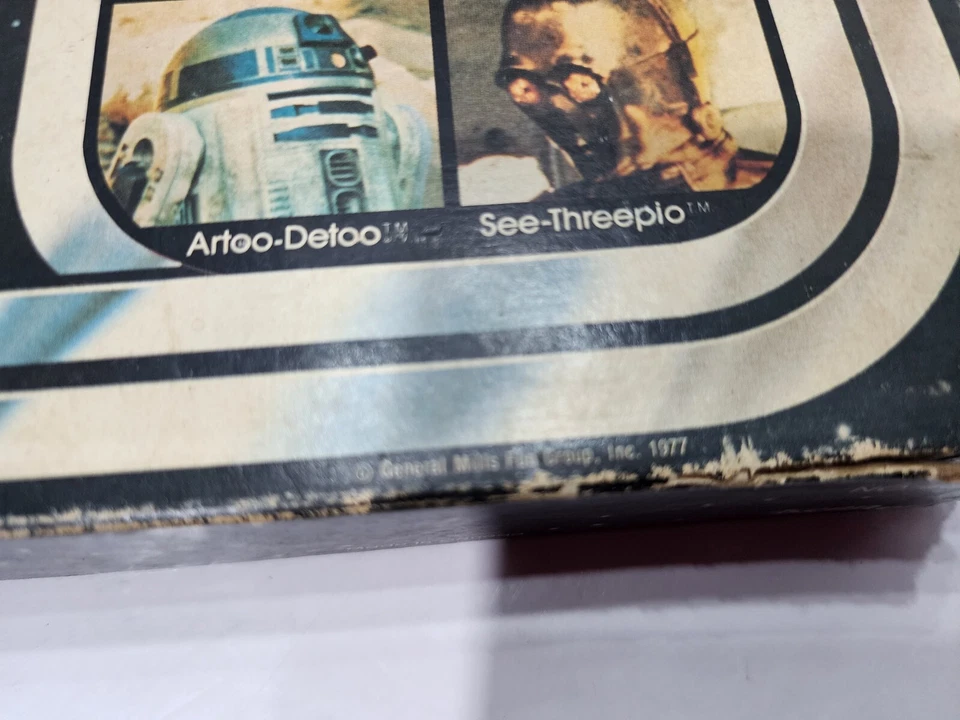 Artoo-Detoo™
See-Threepio™
© General Mills Fun Group, Inc. 1977